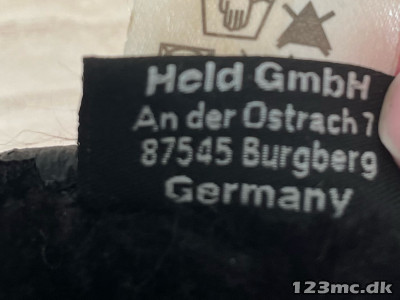 Held GmbH
An der Ostrach 7
87545 Burgberg
Germany
123mc.dk